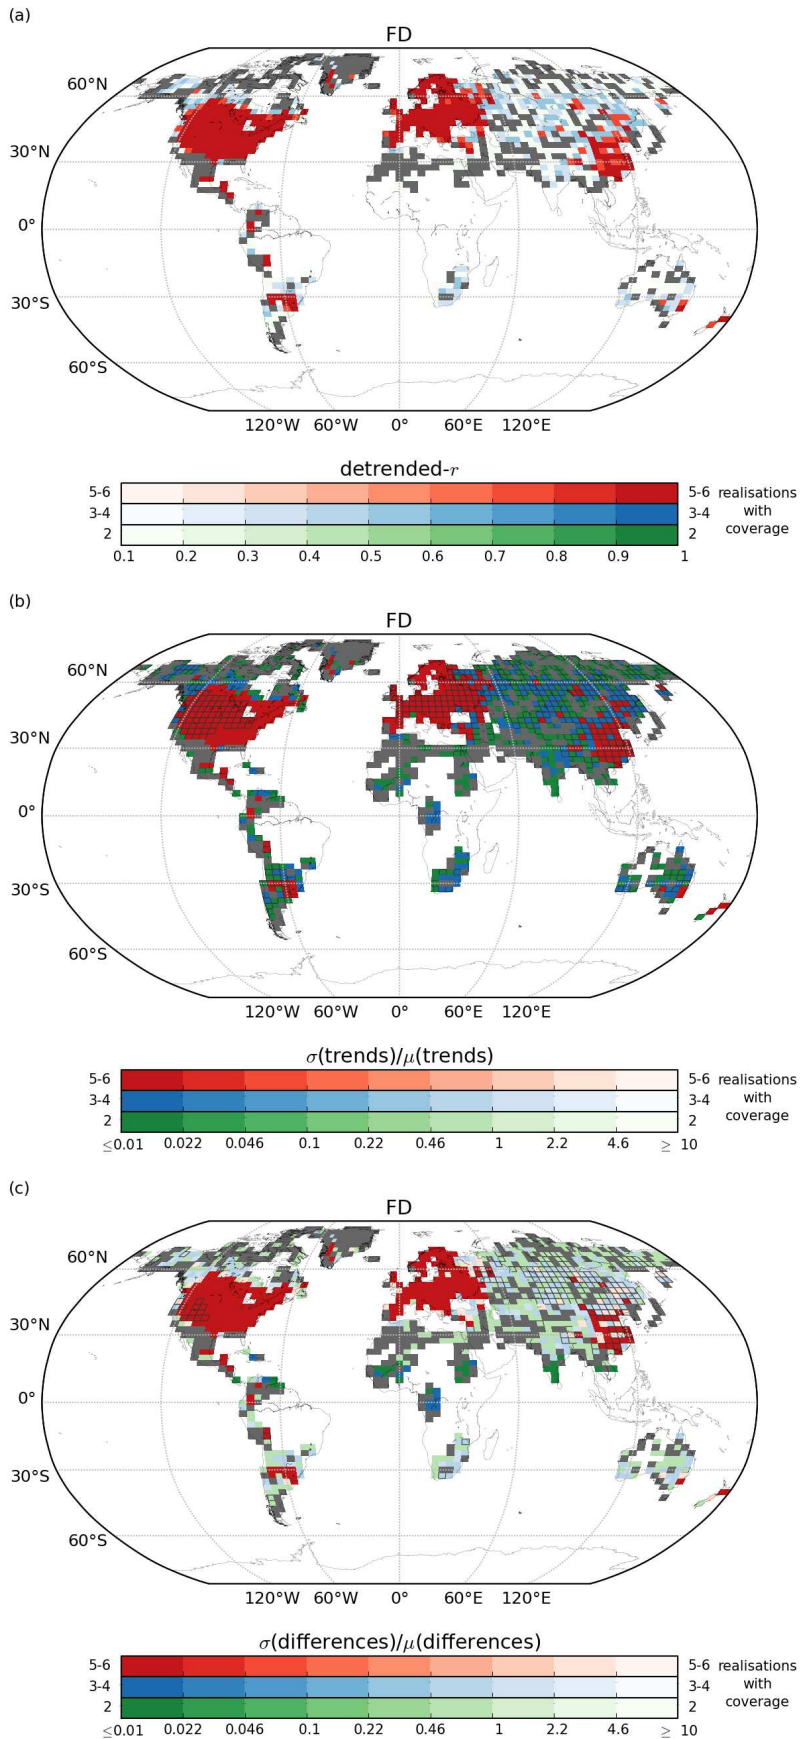 (a)
FD
60°N
30°N
0°
30°S
60°S
120°W 60°W 0° 60°E 120°E
detrended-r
5-6 5-6 realisations
3-4 3-4 with
2 2 coverage
0.1 0.2 0.3 0.4 0.5 0.6 0.7 0.8 0.9 1
(b)
FD
60°N
30°N
0°
30°S
60°S
120°W 60°W 0° 60°E 120°E
σ(trends)/μ(trends)
5-6 5-6 realisations
3-4 3-4 with
2 2 coverage
≤0.01 0.022 0.046 0.1 0.22 0.46 1 2.2 4.6 ≥ 10
(c)
FD
60°N
30°N
0°
30°S
60°S
120°W 60°W 0° 60°E 120°E
σ(differences)/μ(differences)
5-6 5-6 realisations
3-4 3-4 with
2 2 coverage
≤0.01 0.022 0.046 0.1 0.22 0.46 1 2.2 4.6 ≥ 10